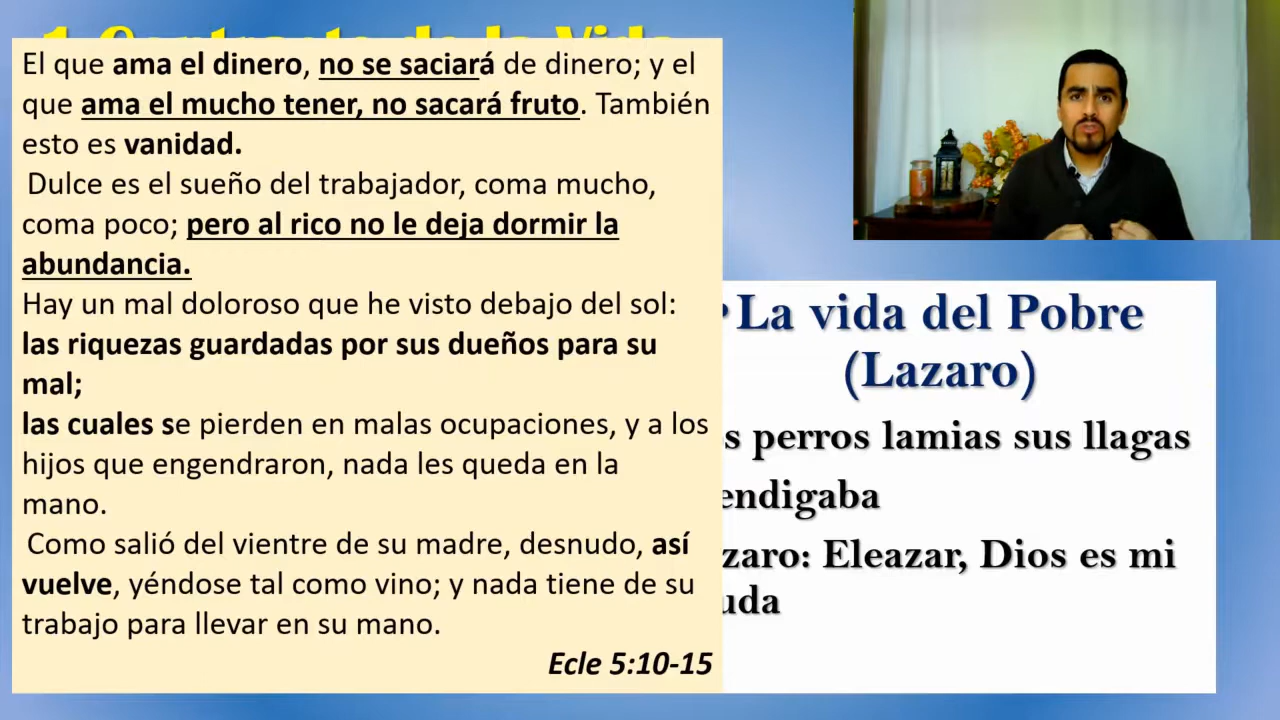 1. Contraste de la Vida
El que ama el dinero, no se saciará de dinero; y el
que ama el mucho tener, no sacará fruto. También
esto es vanidad.
Dulce es el sueño del trabajador, coma mucho,
coma poco; pero al rico no le deja dormir la
abundancia.
Hay un mal doloroso que he visto debajo del sol:
las riquezas guardadas por sus dueños para su
mal;
las cuales se pierden en malas ocupaciones, y a los
hijos que engendraron, nada les queda en la
mano.
Como salió del vientre de su madre, desnudo, así
vuelve, yéndose tal como vino; y nada tiene de su
trabajo para llevar en su mano.
Ecle 5:10-15
•La vida del Pobre
(Lazaro)
s perros lamias sus llagas
endigaba
zaro: Eleazar, Dios es mi
uda